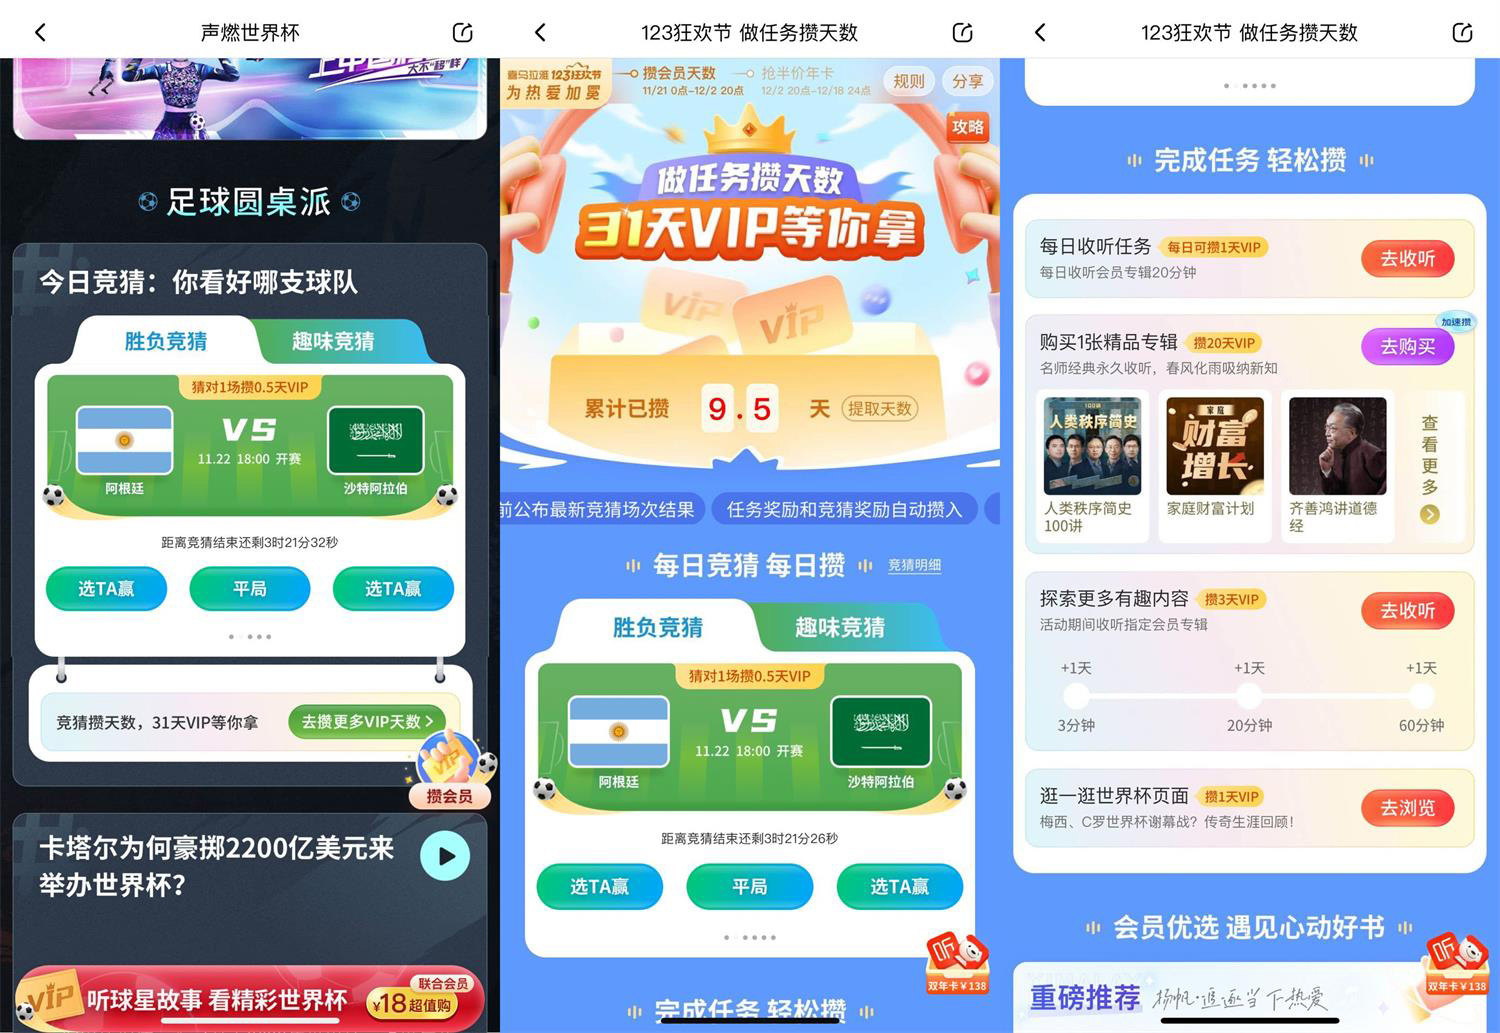 声燃世界杯
大不"移"样
足球圆桌派
今日竞猜：你看好哪支球队
胜负竞猜
趣味竞猜
猜对1场攒0.5天VIP
VS
11.22 18:00 开赛
阿根廷
沙特阿拉伯
距离竞猜结束还剩3时21分32秒
选TA赢
平局
选TA赢
竞猜攒天数，31天VIP等你拿
去攒更多VIP天数
VIP
攒会员
卡塔尔为何豪掷2200亿美元来
举办世界杯？
VIP
听球星故事 看精彩世界杯
联合会员
¥18超值购
123狂欢节 做任务攒天数
喜马拉雅 123狂欢节
为热爱加冕
攒会员天数
11/21 0点-12/2 20点
抢半价年卡
12/2 20点-12/18 24点
规则
分享
攻略
做任务攒天数
31天VIP等你拿
VIP
VIP
累计已攒
9.5
天
提取天数
前公布最新竞猜场次结果
任务奖励和竞猜奖励自动攒入
每日竞猜 每日攒
竞猜明细
胜负竞猜
趣味竞猜
猜对1场攒0.5天VIP
VS
11.22 18:00 开赛
阿根廷
沙特阿拉伯
距离竞猜结束还剩3时21分26秒
选TA赢
平局
选TA赢
听
双年卡¥138
完成任务 轻松攒
123狂欢节 做任务攒天数
完成任务 轻松攒
每日收听任务
每日可攒1天VIP
每日收听会员专辑20分钟
去收听
购买1张精品专辑
攒20天VIP
名师经典永久收听，春风化雨吸纳新知
加速攒
去购买
100讲
人类秩序简史
家庭
财富
增长
人类秩序简史
100讲
家庭财富计划
齐善鸿讲道德
经
查看更多
探索更多有趣内容
攒3天VIP
活动期间收听指定会员专辑
去收听
+1天
+1天
+1天
3分钟
20分钟
60分钟
逛一逛世界杯页面
攒1天VIP
梅西、C罗世界杯谢幕战？传奇生涯回顾！
去浏览
会员优选 遇见心动好书
重磅推荐
杨帆·追逐当下热爱
听
双年卡¥138